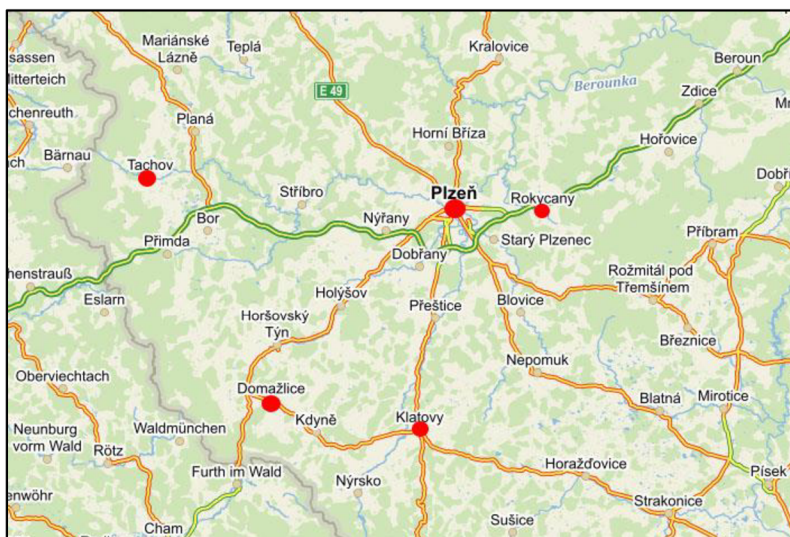 Mariánské
Lázně
Teplá
Kralovice
Beroun
sassen
Mitterteich
E 49
Berounka
Zdice
chenreuth
Planá
Horní Bříza
Hořovice
Bärnau
Tachov
Stříbro
Plzeň
Rokycany
Dobří
Bor
Nýřany
Starý Plzenec
Příbram
Přimda
Dobřany
Rožmitál pod
Třemšínem
henstrauß
Eslarn
Holýšov
Přeštice
Blovice
Horšovský
Týn
Březnice
Nepomuk
Oberviechtach
Domažlice
Klatovy
Blatná
Mirotice
Kdyně
Neunburg
vorm Wald
Waldmünchen
Rötz
Furth im Wald
Nýrsko
Horažďovice
Písek
enwöhr
Strakonice
Cham
Sušice